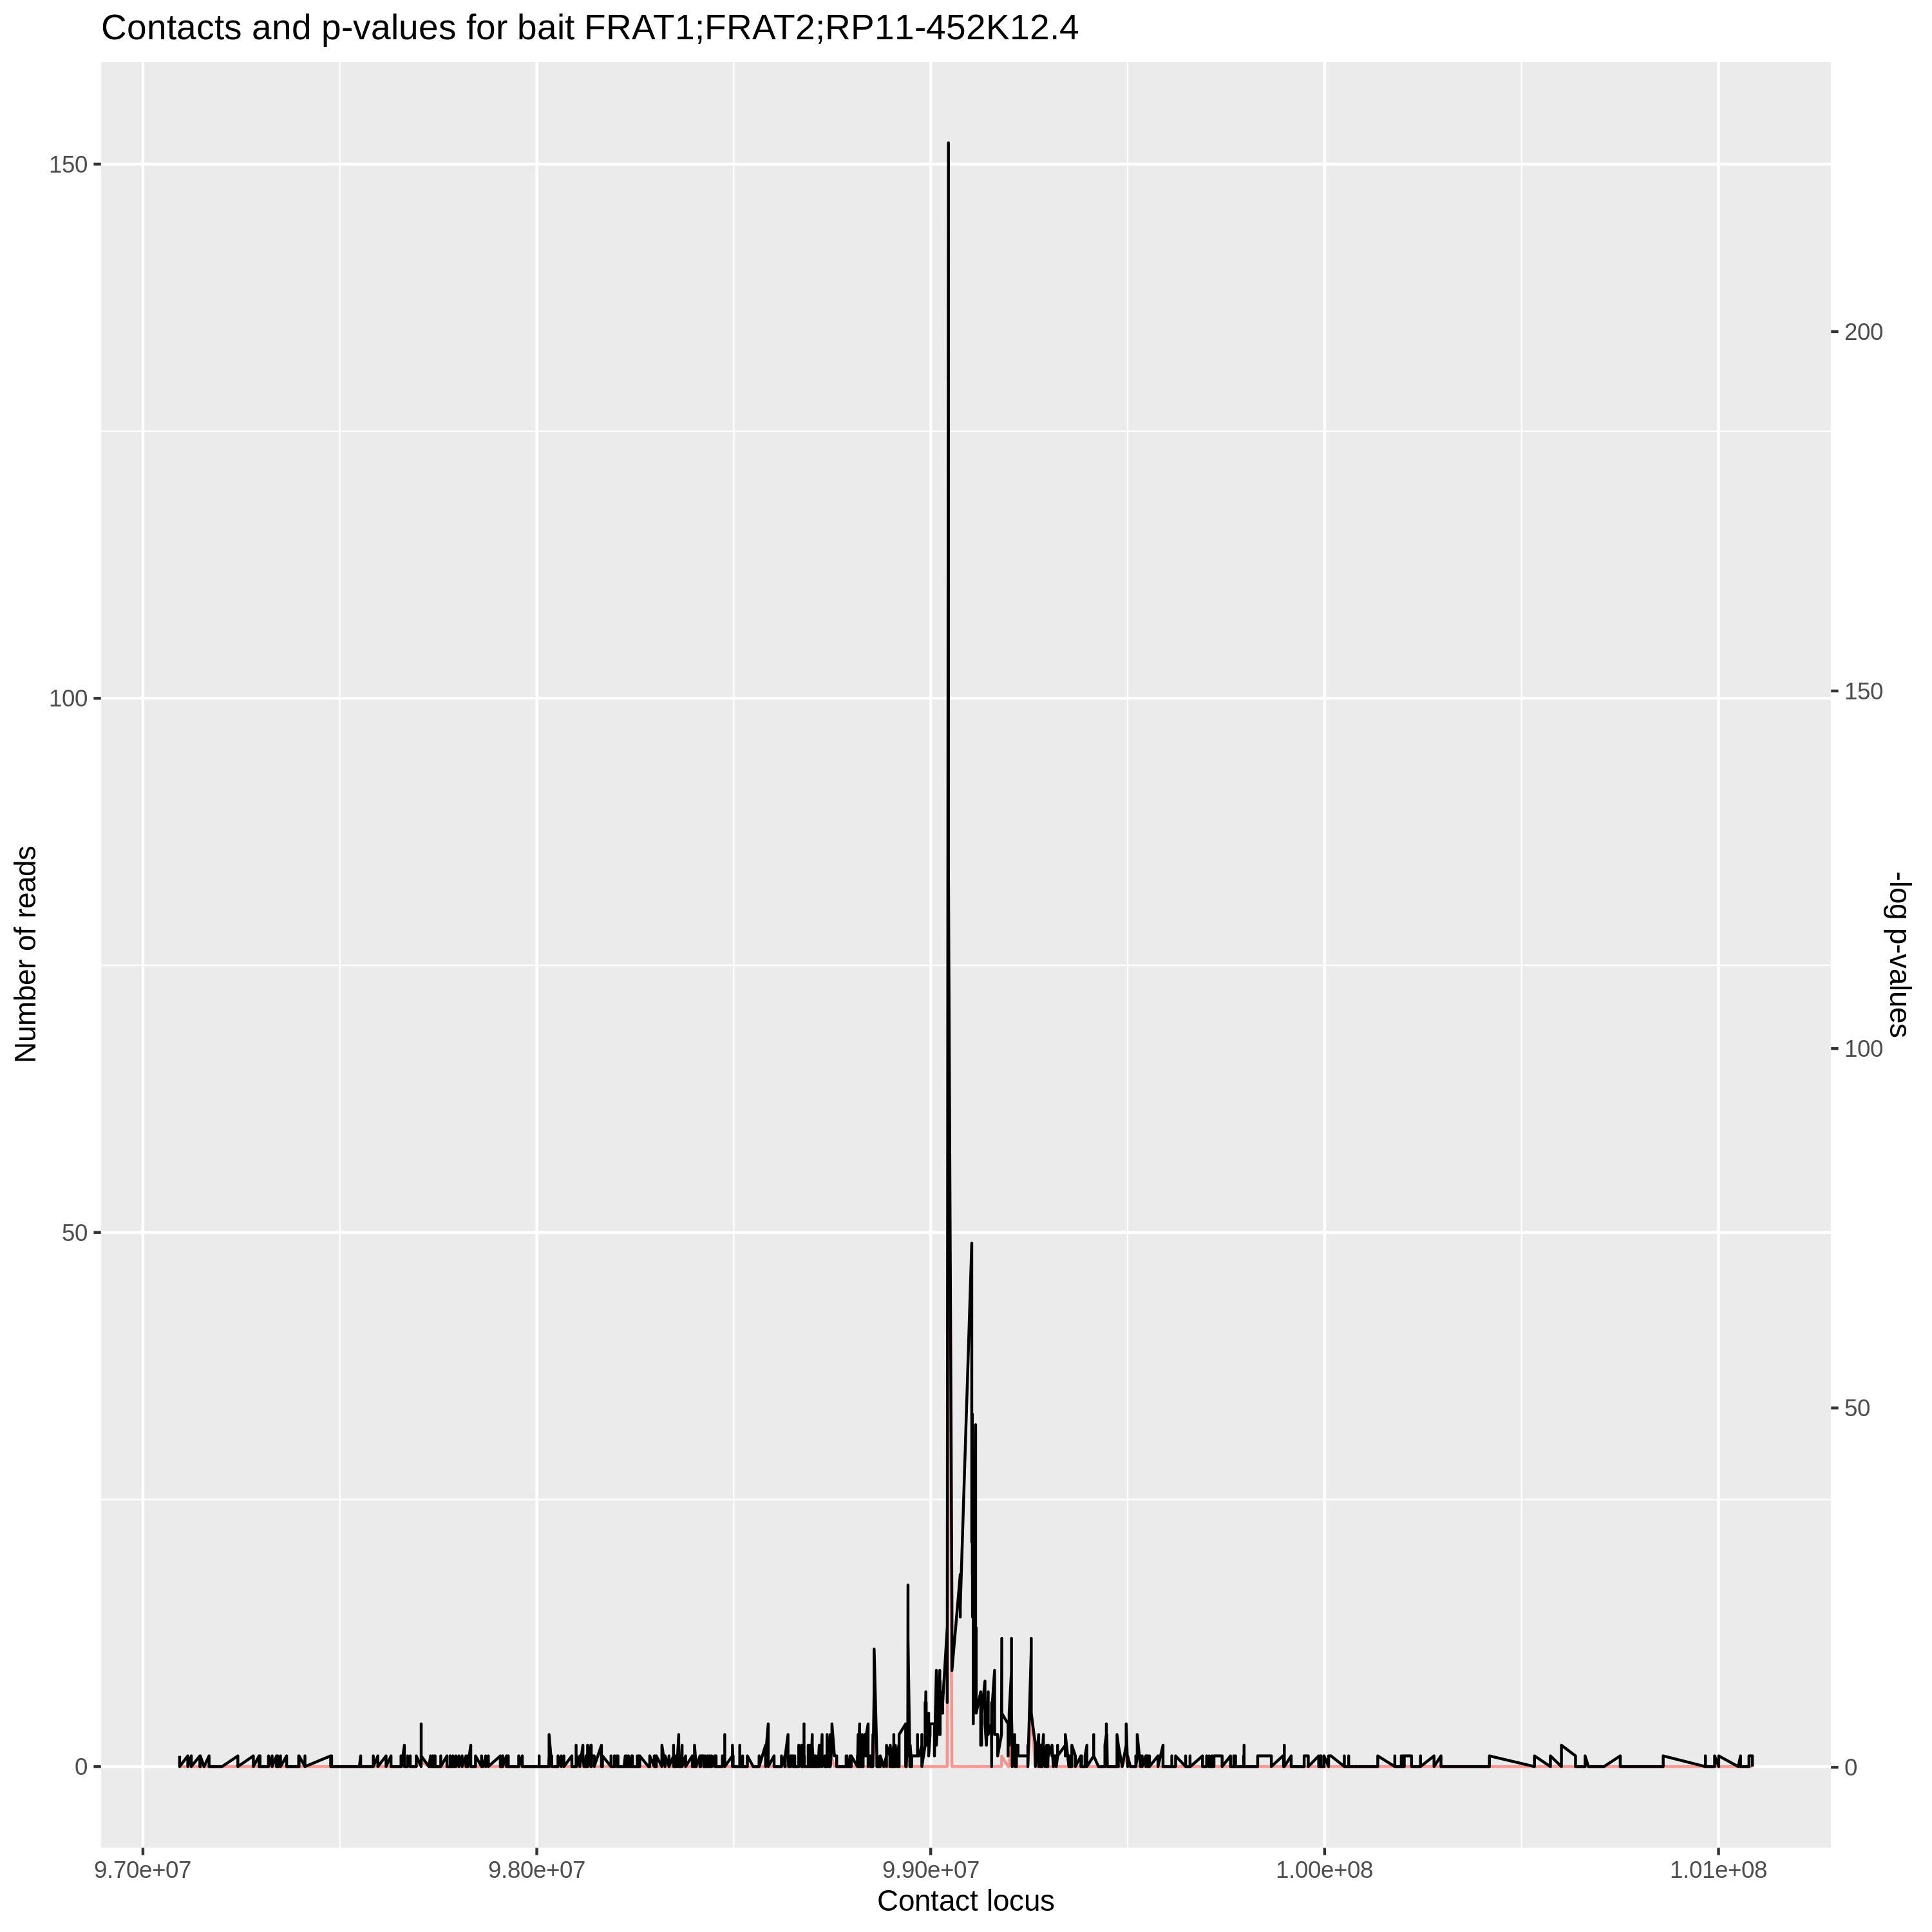 Contacts and p-values for bait FRAT1;FRAT2;RP11-452K12.4
150
100
50
0
Number of reads
200
150
100
50
0
-log p-values
9.70e+07 9.80e+07 9.90e+07 1.00e+08 1.01e+08
Contact locus